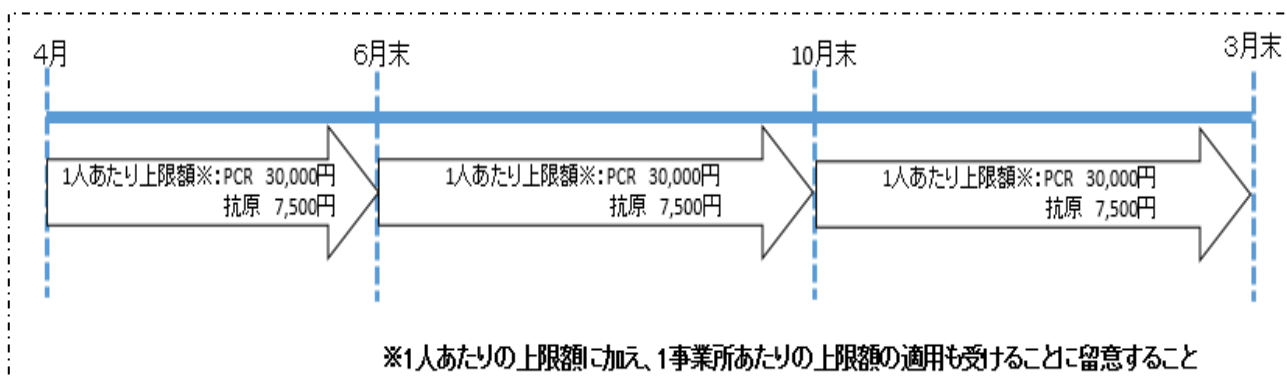 4月
6月末
10月末
3月末
1人あたり上限額※:PCR 30,000円
抗原 7,500円
1人あたり上限額※:PCR 30,000円
抗原 7,500円
1人あたり上限額※:PCR 30,000円
抗原 7,500円
※1人あたりの上限額に加え、1事業所あたりの上限額の適用も受けることに留意すること